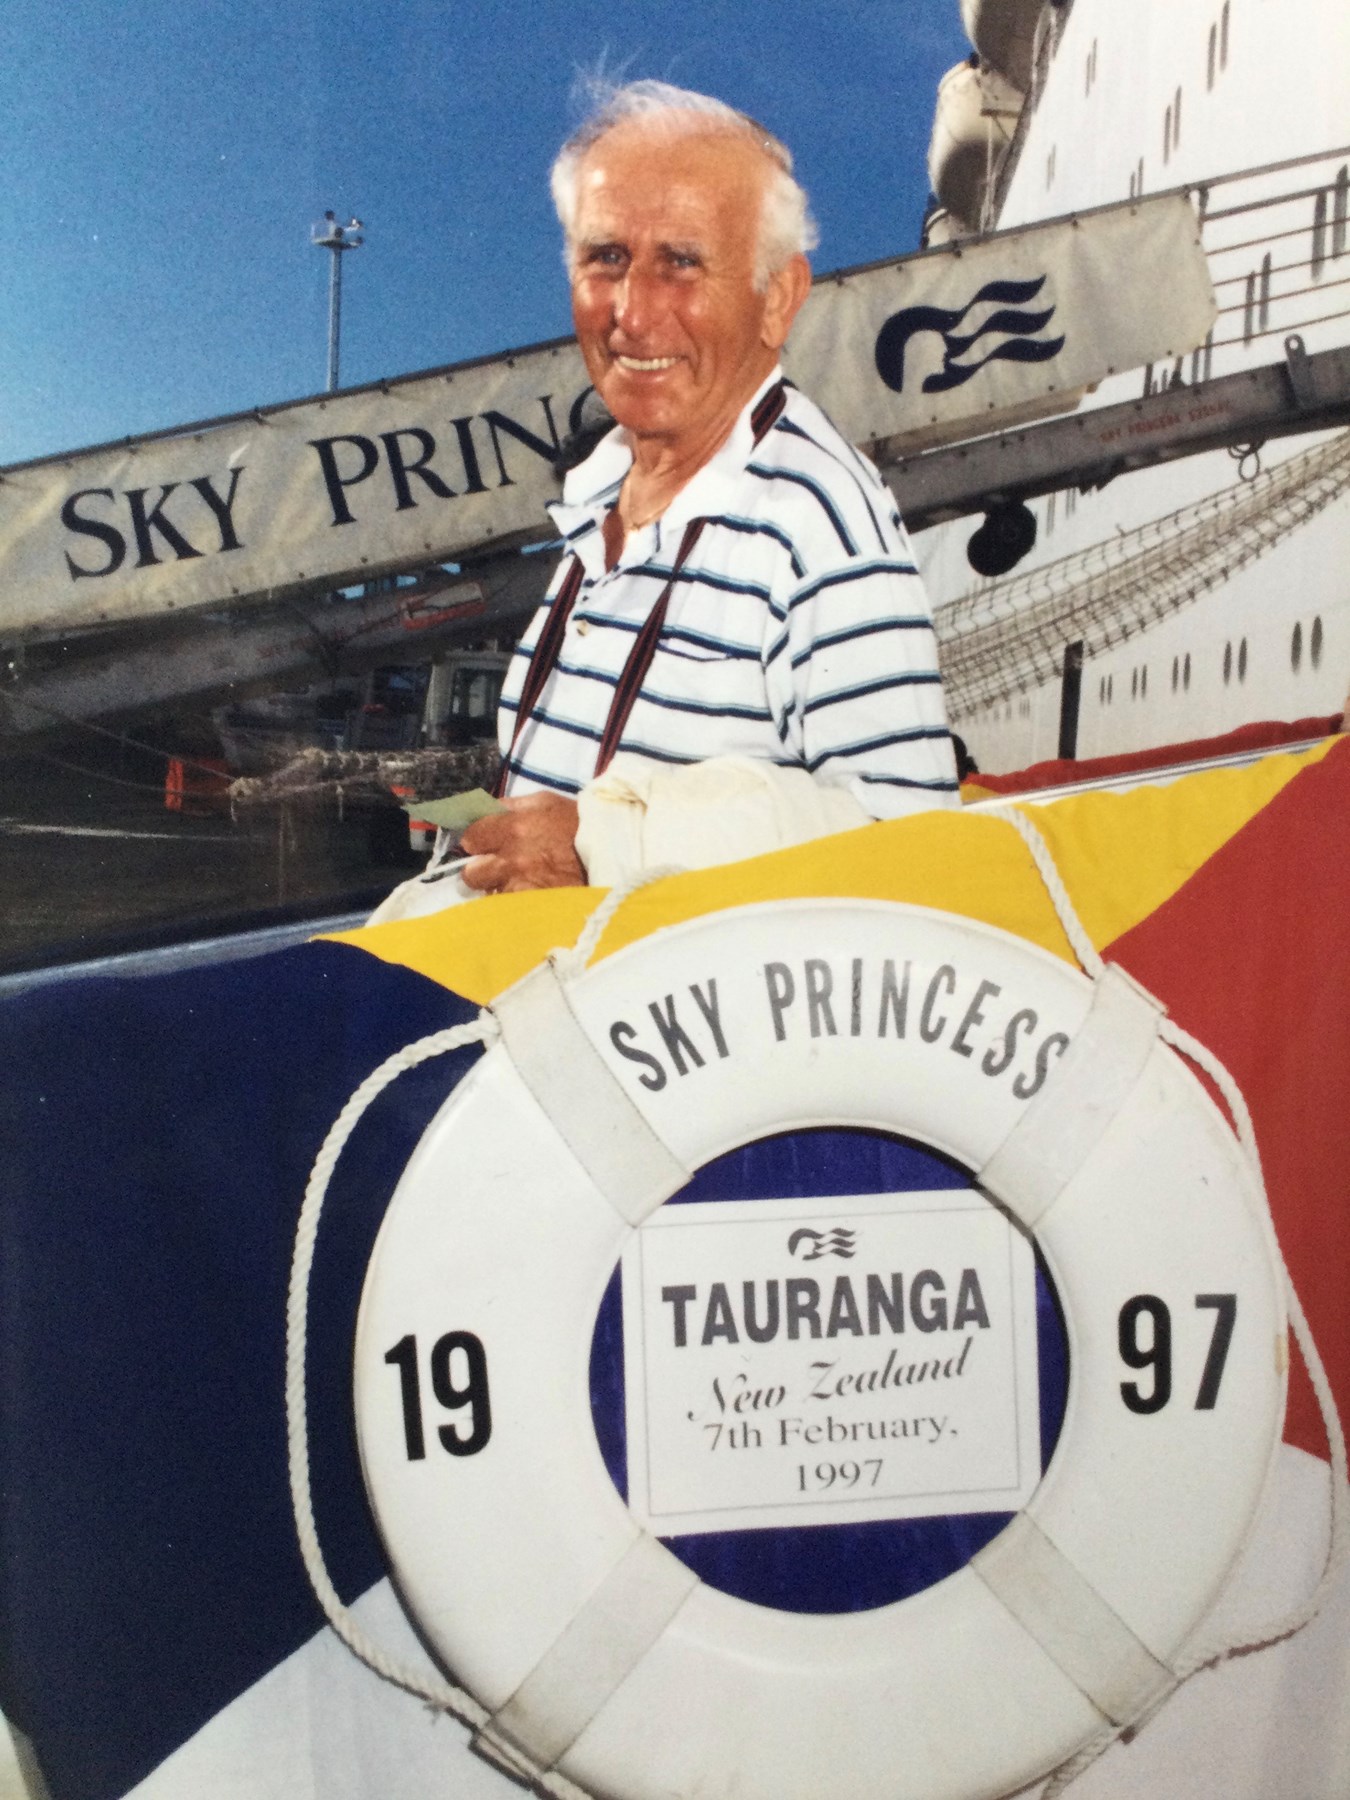 SKY PRINC
SKY PRINCESS
19
97
TAURANGA
New Zealand
7th February,
1997